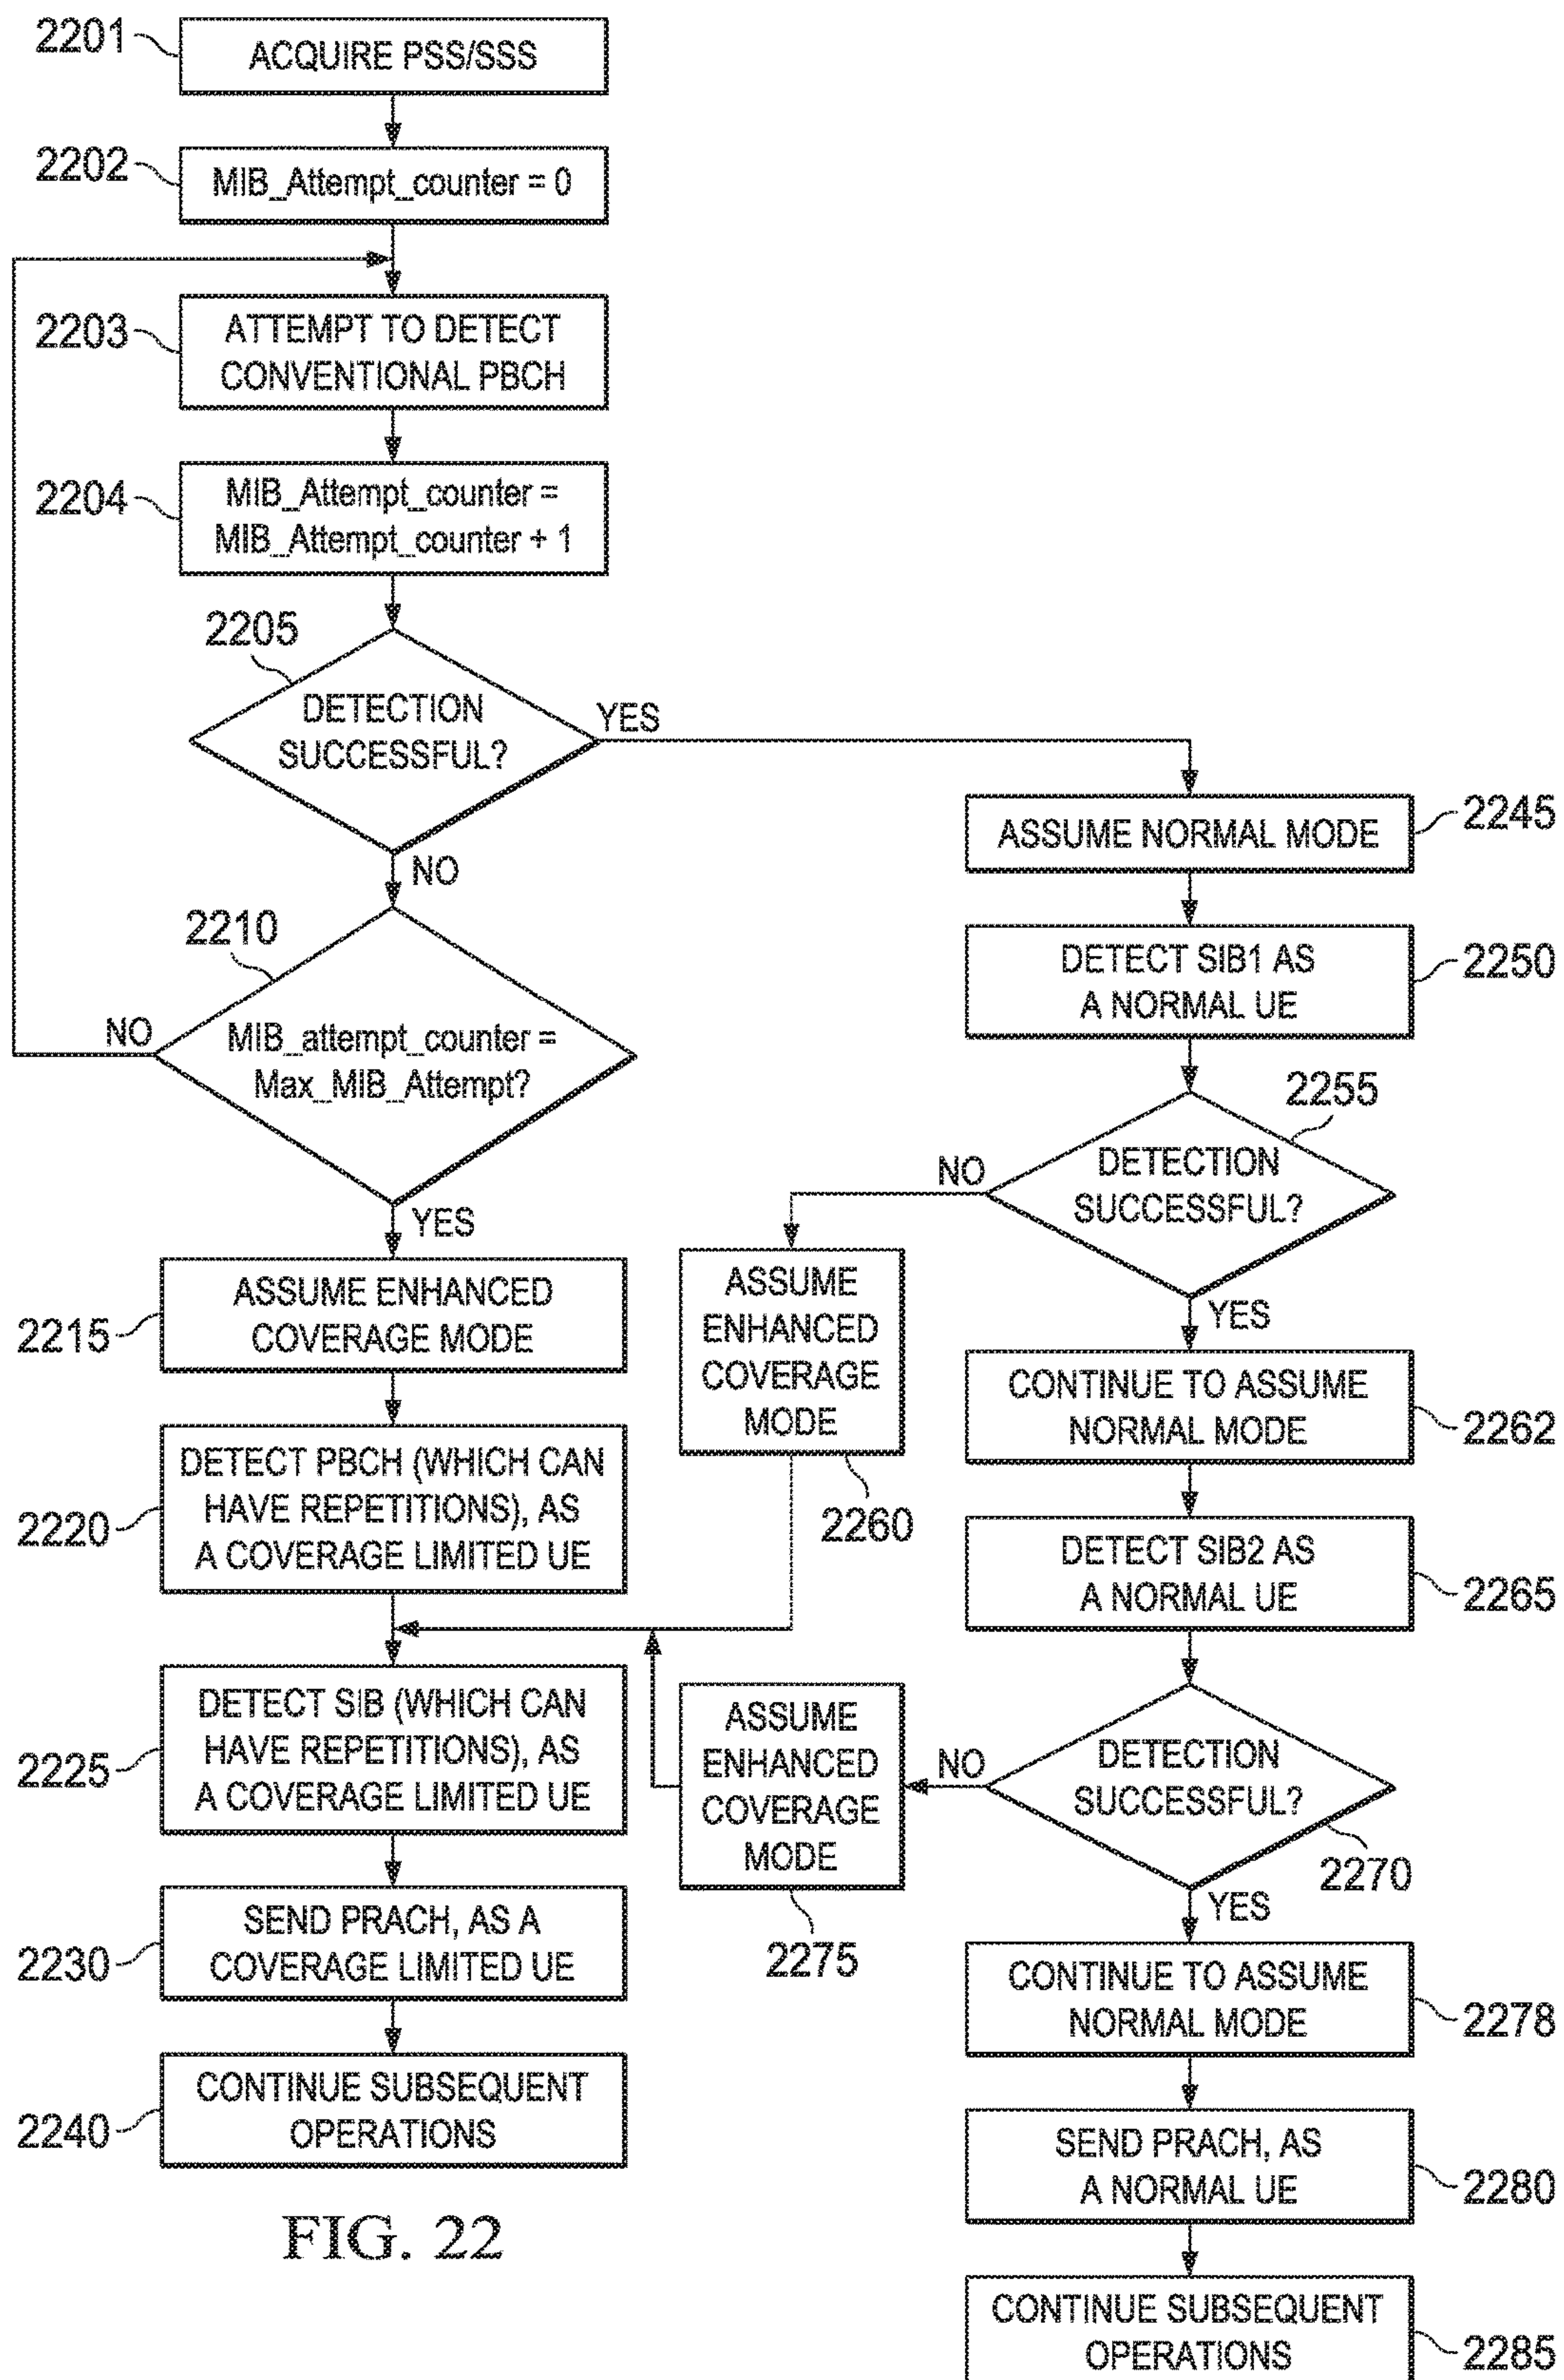 2201
ACQUIRE PSS/SSS
2202
MIB_Attempt_counter = 0
2203
ATTEMPT TO DETECT
CONVENTIONAL PBCH
2204
MIB_Attempt_counter =
MIB_Attempt_counter + 1
2205
DETECTION
SUCCESSFUL?
YES
NO
2210
MIB_attempt_counter =
Max_MIB_Attempt?
NO
YES
2215
ASSUME ENHANCED
COVERAGE MODE
2220
DETECT PBCH (WHICH CAN
HAVE REPETITIONS), AS
A COVERAGE LIMITED UE
2225
DETECT SIB (WHICH CAN
HAVE REPETITIONS), AS
A COVERAGE LIMITED UE
2230
SEND PRACH, AS A
COVERAGE LIMITED UE
2240
CONTINUE SUBSEQUENT
OPERATIONS
ASSUME NORMAL MODE
2245
DETECT SIB1 AS
A NORMAL UE
2250
2255
DETECTION
SUCCESSFUL?
NO
YES
ASSUME
ENHANCED
COVERAGE
MODE
2260
CONTINUE TO ASSUME
NORMAL MODE
2262
DETECT SIB2 AS
A NORMAL UE
2265
DETECTION
SUCCESSFUL?
2270
NO
YES
ASSUME
ENHANCED
COVERAGE
MODE
2275
CONTINUE TO ASSUME
NORMAL MODE
2278
SEND PRACH, AS
A NORMAL UE
2280
CONTINUE SUBSEQUENT
OPERATIONS
2285
FIG. 22